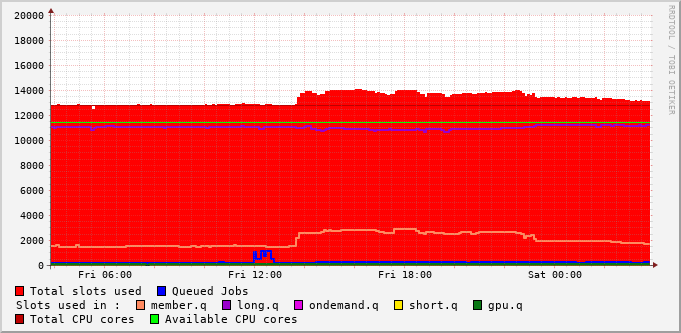 20000
18000
16000
14000
12000
10000
8000
6000
4000
2000
0
Fri 06:00 Fri 12:00 Fri 18:00 Sat 00:00
RRDTOOL / TOBI OETIKER
Total slots used Queued Jobs
Slots used in : member.q long.q ondemand.q short.q gpu.q
Total CPU cores Available CPU cores